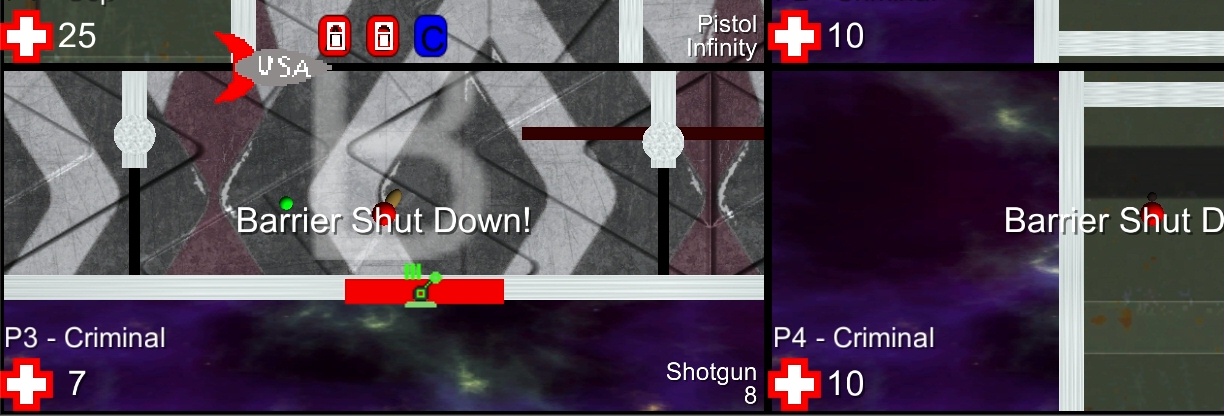 25
USA
C
Pistol
Infinity
10
Barrier Shut Down!
P3 - Criminal
7
Shotgun
8
Barrier Shut D
P4 - Criminal
10